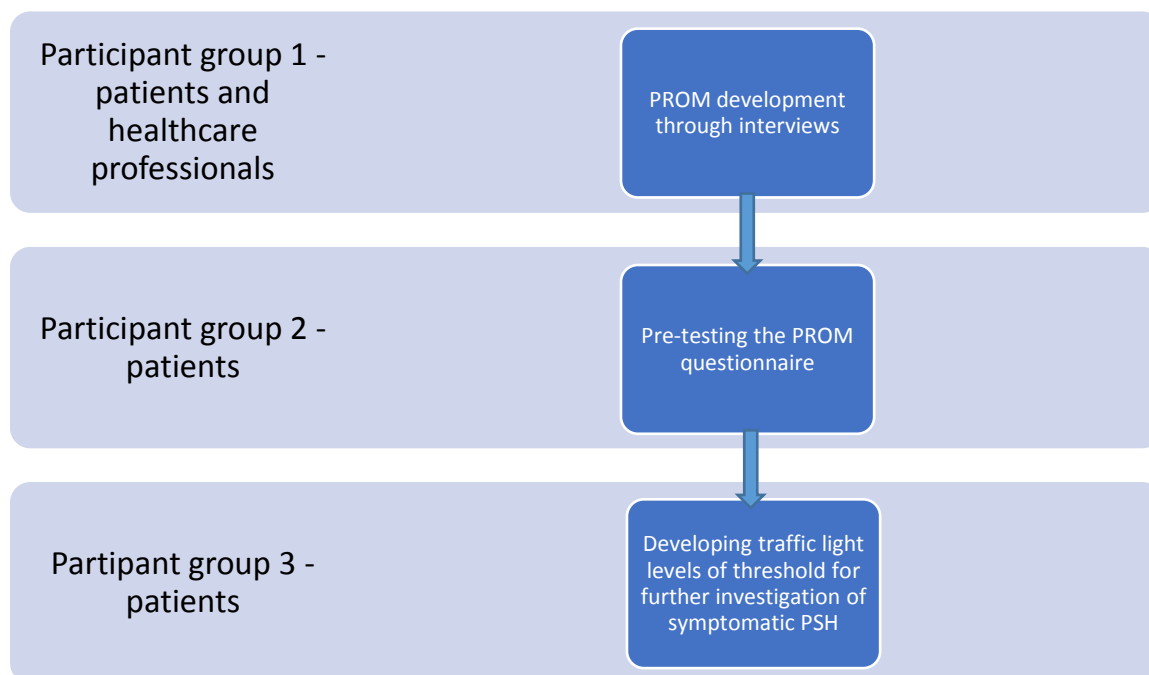 Participant group 1 -
patients and
healthcare
professionals
PROM development
through interviews
Participant group 2 -
patients
Pre-testing the PROM
questionnaire
Partipant group 3 -
patients
Developing traffic light
levels of threshold for
further investigation of
symptomatic PSH